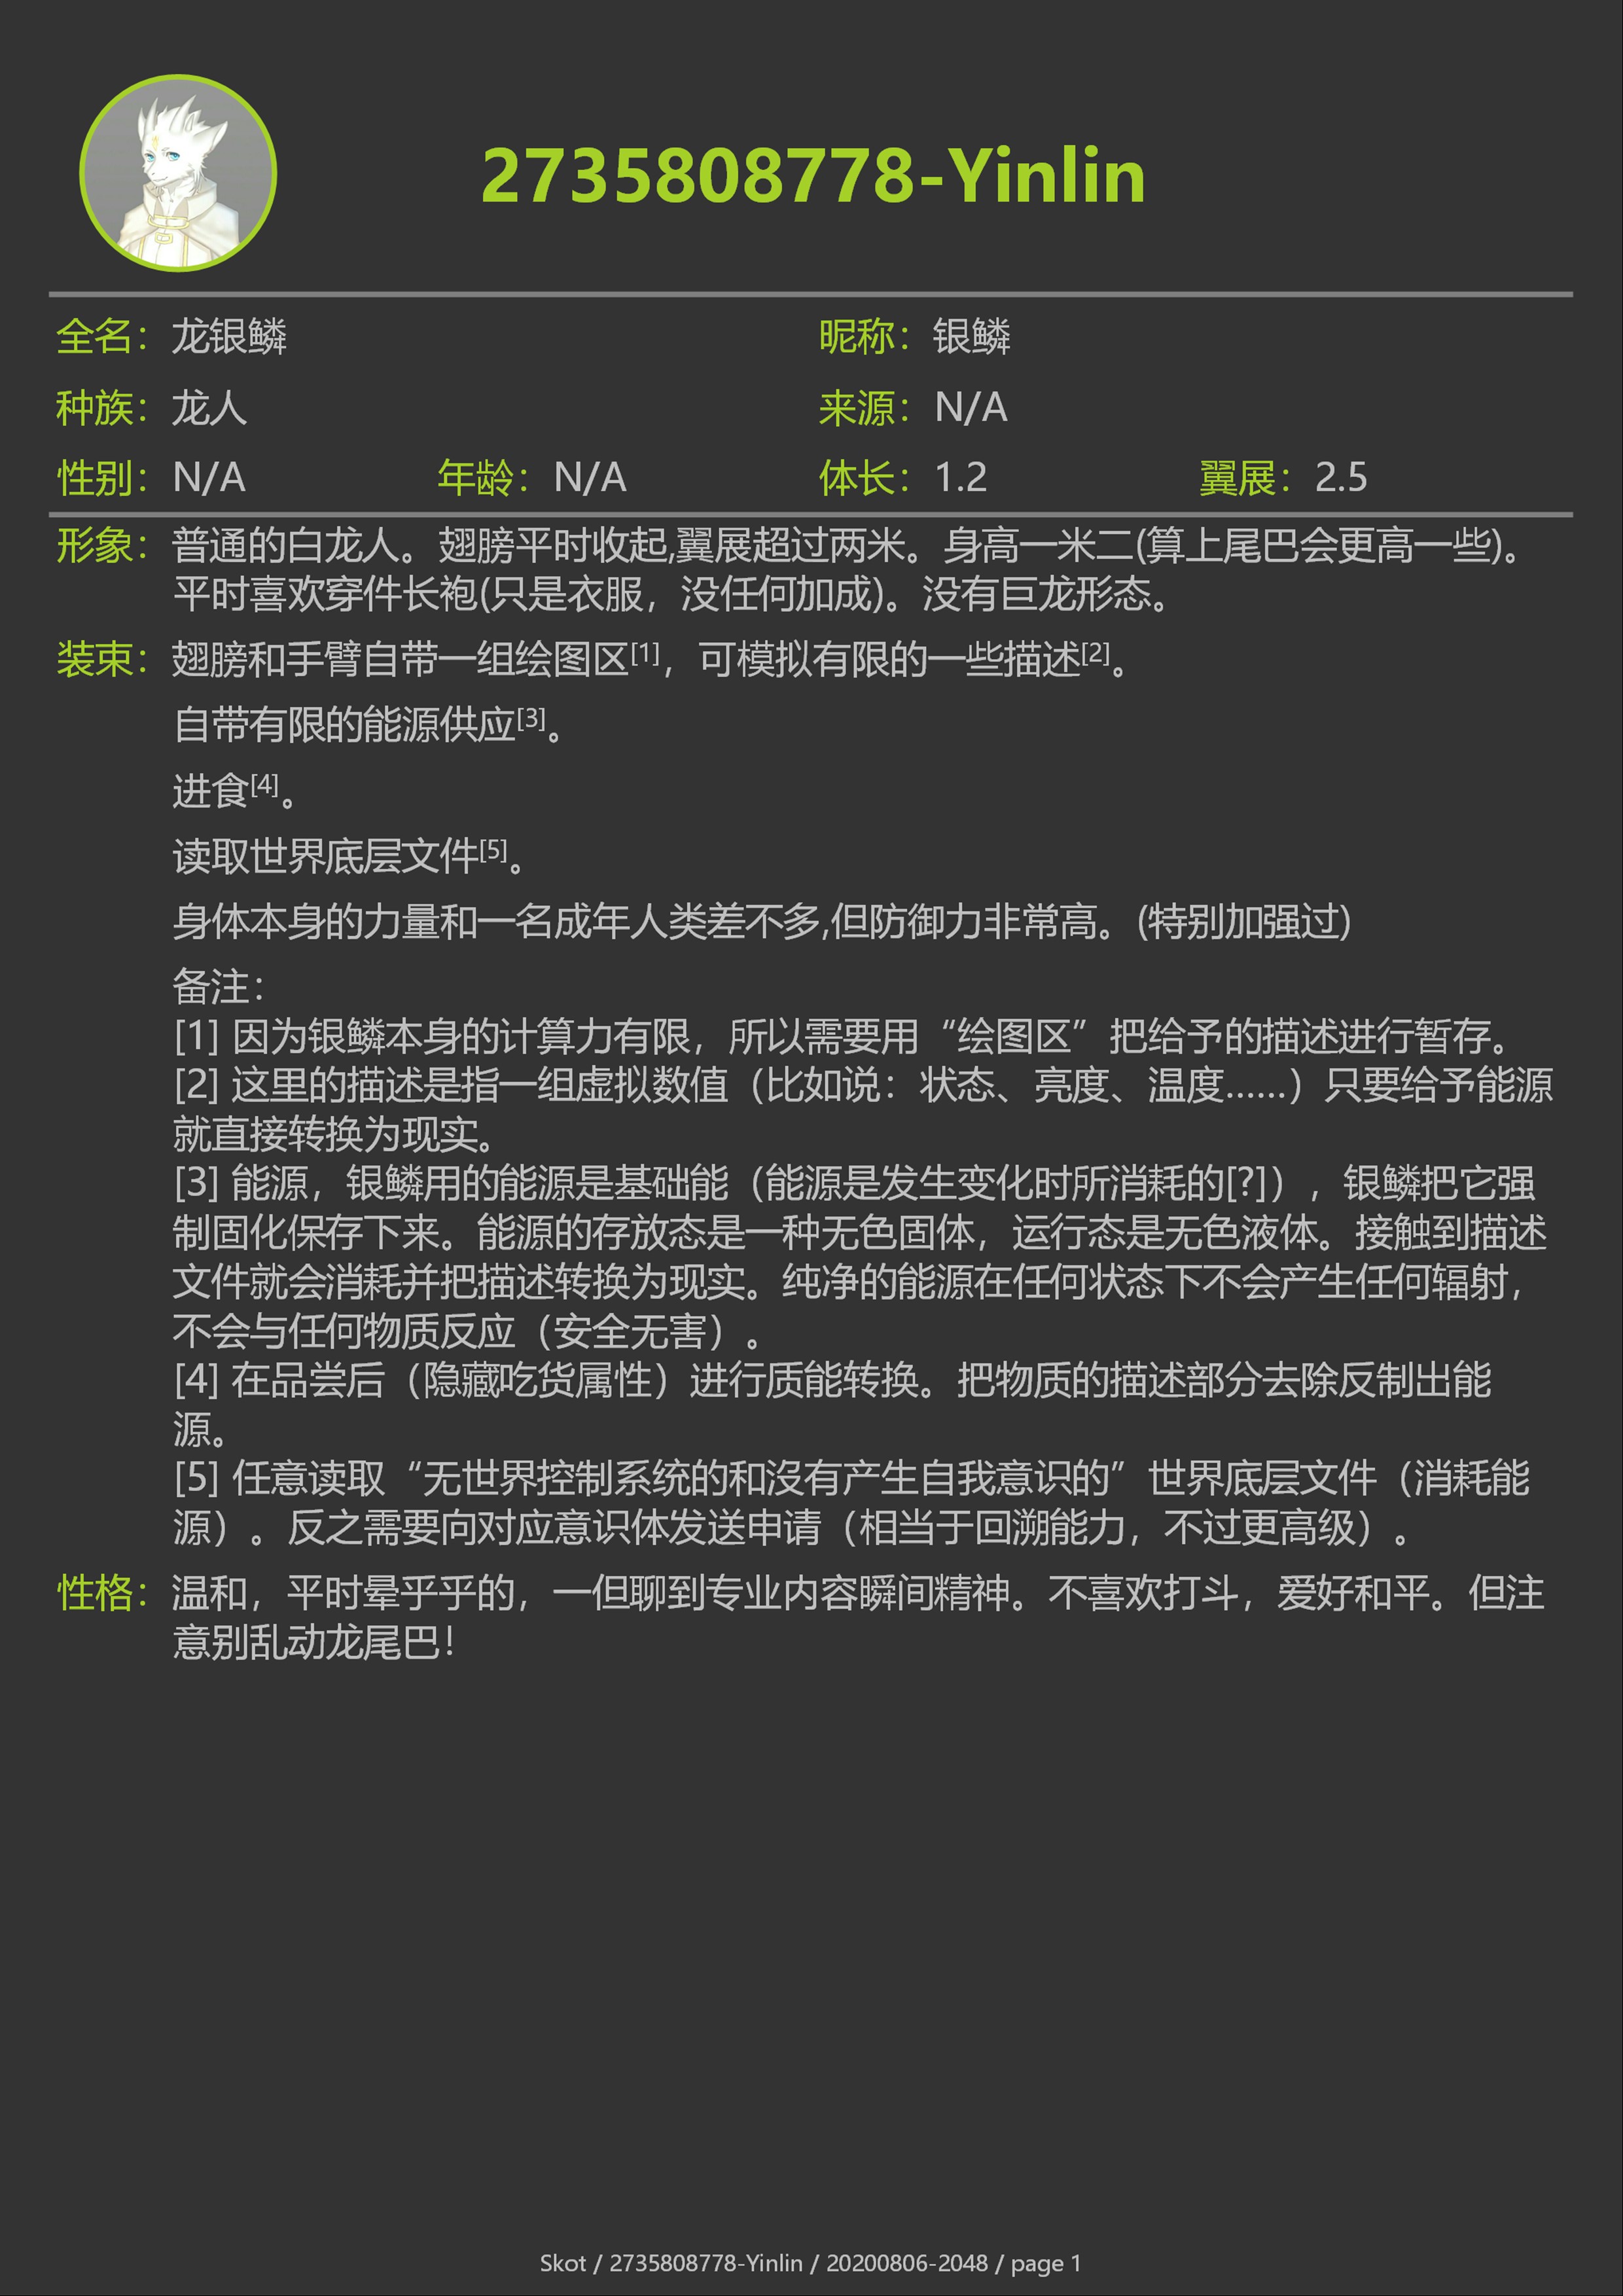 2735808778-Yinlin
全名：龙银鳞 昵称：银鳞
种族：龙人 来源：N/A
性别：N/A 年龄：N/A 体长：1.2 翼展：2.5
形象：普通的白龙人。翅膀平时收起,翼展超过两米。身高一米二(算上尾巴会更高一些)。
平时喜欢穿件长袍(只是衣服，没任何加成)。没有巨龙形态。
装束：翅膀和手臂自带一组绘图区[1]，可模拟有限的一些描述[2]。
自带有限的能源供应[3]。
进食[4]。
读取世界底层文件[5]。
身体本身的力量和一名成年人类差不多,但防御力非常高。(特别加强过)
备注：
[1] 因为银鳞本身的计算力有限，所以需要用“绘图区”把给予的描述进行暂存。
[2] 这里的描述是指一组虚拟数值（比如说：状态、亮度、温度......）只要给予能源
就直接转换为现实。
[3] 能源，银鳞用的能源是基础能（能源是发生变化时所消耗的[?]），银鳞把它强
制固化保存下来。能源的存放态是一种无色固体，运行态是无色液体。接触到描述
文件就会消耗并把描述转换为现实。纯净的能源在任何状态下不会产生任何辐射，
不会与任何物质反应（安全无害）。
[4] 在品尝后（隐藏吃货属性）进行质能转换。把物质的描述部分去除反制出能
源。
[5] 任意读取“无世界控制系统的和沒有产生自我意识的”世界底层文件（消耗能
源）。反之需要向对应意识体发送申请（相当于回溯能力，不过更高级）。
性格：温和，平时晕乎乎的，一但聊到专业内容瞬间精神。不喜欢打斗，爱好和平。但注
意别乱动龙尾巴！
Skot / 2735808778-Yinlin / 20200806-2048 / page 1